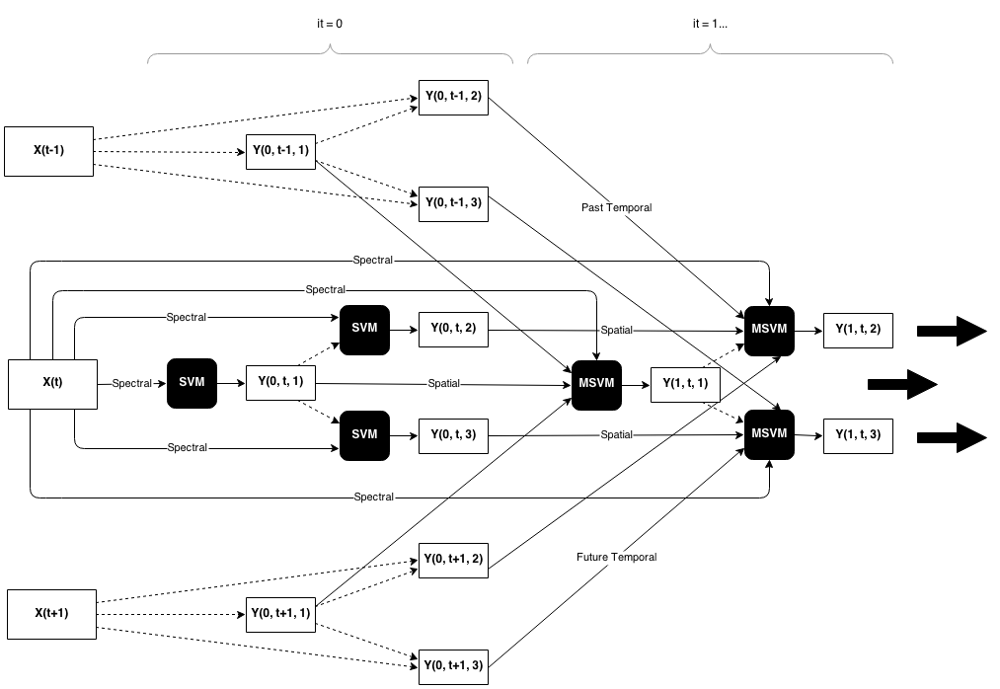 it = 0
it = 1...
Y(0, t-1, 2)
X(t-1)
Y(0, t-1, 1)
Y(0, t-1, 3)
Past Temporal
Spectral
Spectral
Spectral
SVM
Y(0, t, 2)
Spatial
MSVM
Y(1, t, 2)
X(t)
Spectral
SVM
Y(0, t, 1)
Spatial
MSVM
Y(1, t, 1)
Spectral
SVM
Y(0, t, 3)
Spatial
MSVM
Y(1, t, 3)
Spectral
Y(0, t+1, 2)
Future Temporal
X(t+1)
Y(0, t+1, 1)
Y(0, t+1, 3)